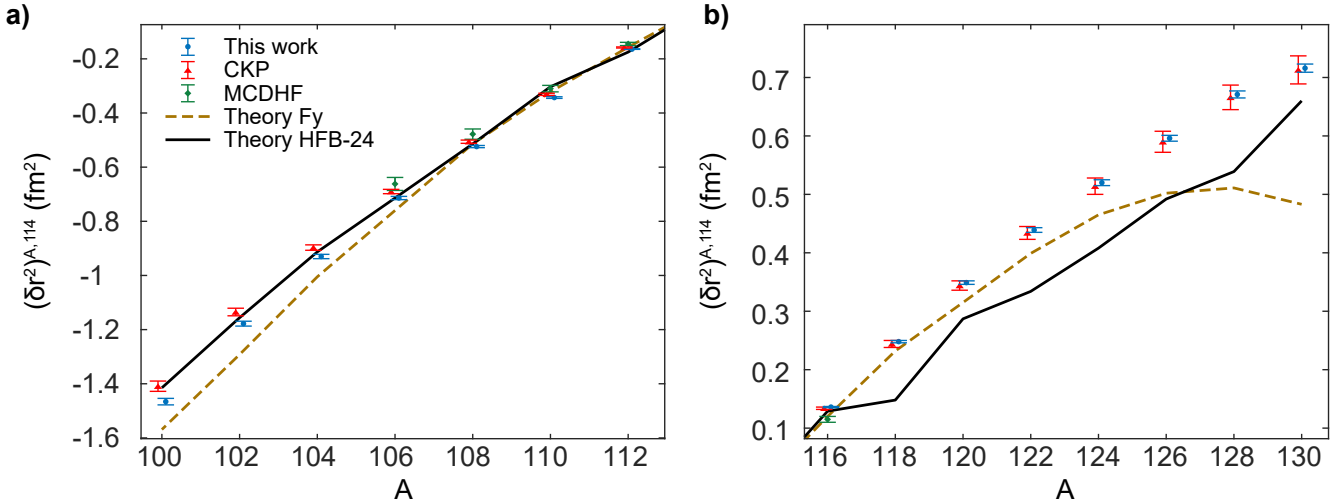 a)
This work
CKP
MCDHF
Theory Fy
Theory HFB-24
-0.2
-0.4
-0.6
-0.8
-1
-1.2
-1.4
-1.6
(δr²)ᴬ,¹¹⁴ (fm²)
100 102 104 106 108 110 112
A
b)
0.7
0.6
0.5
0.4
0.3
0.2
0.1
(δr²)ᴬ,¹¹⁴ (fm²)
116 118 120 122 124 126 128 130
A